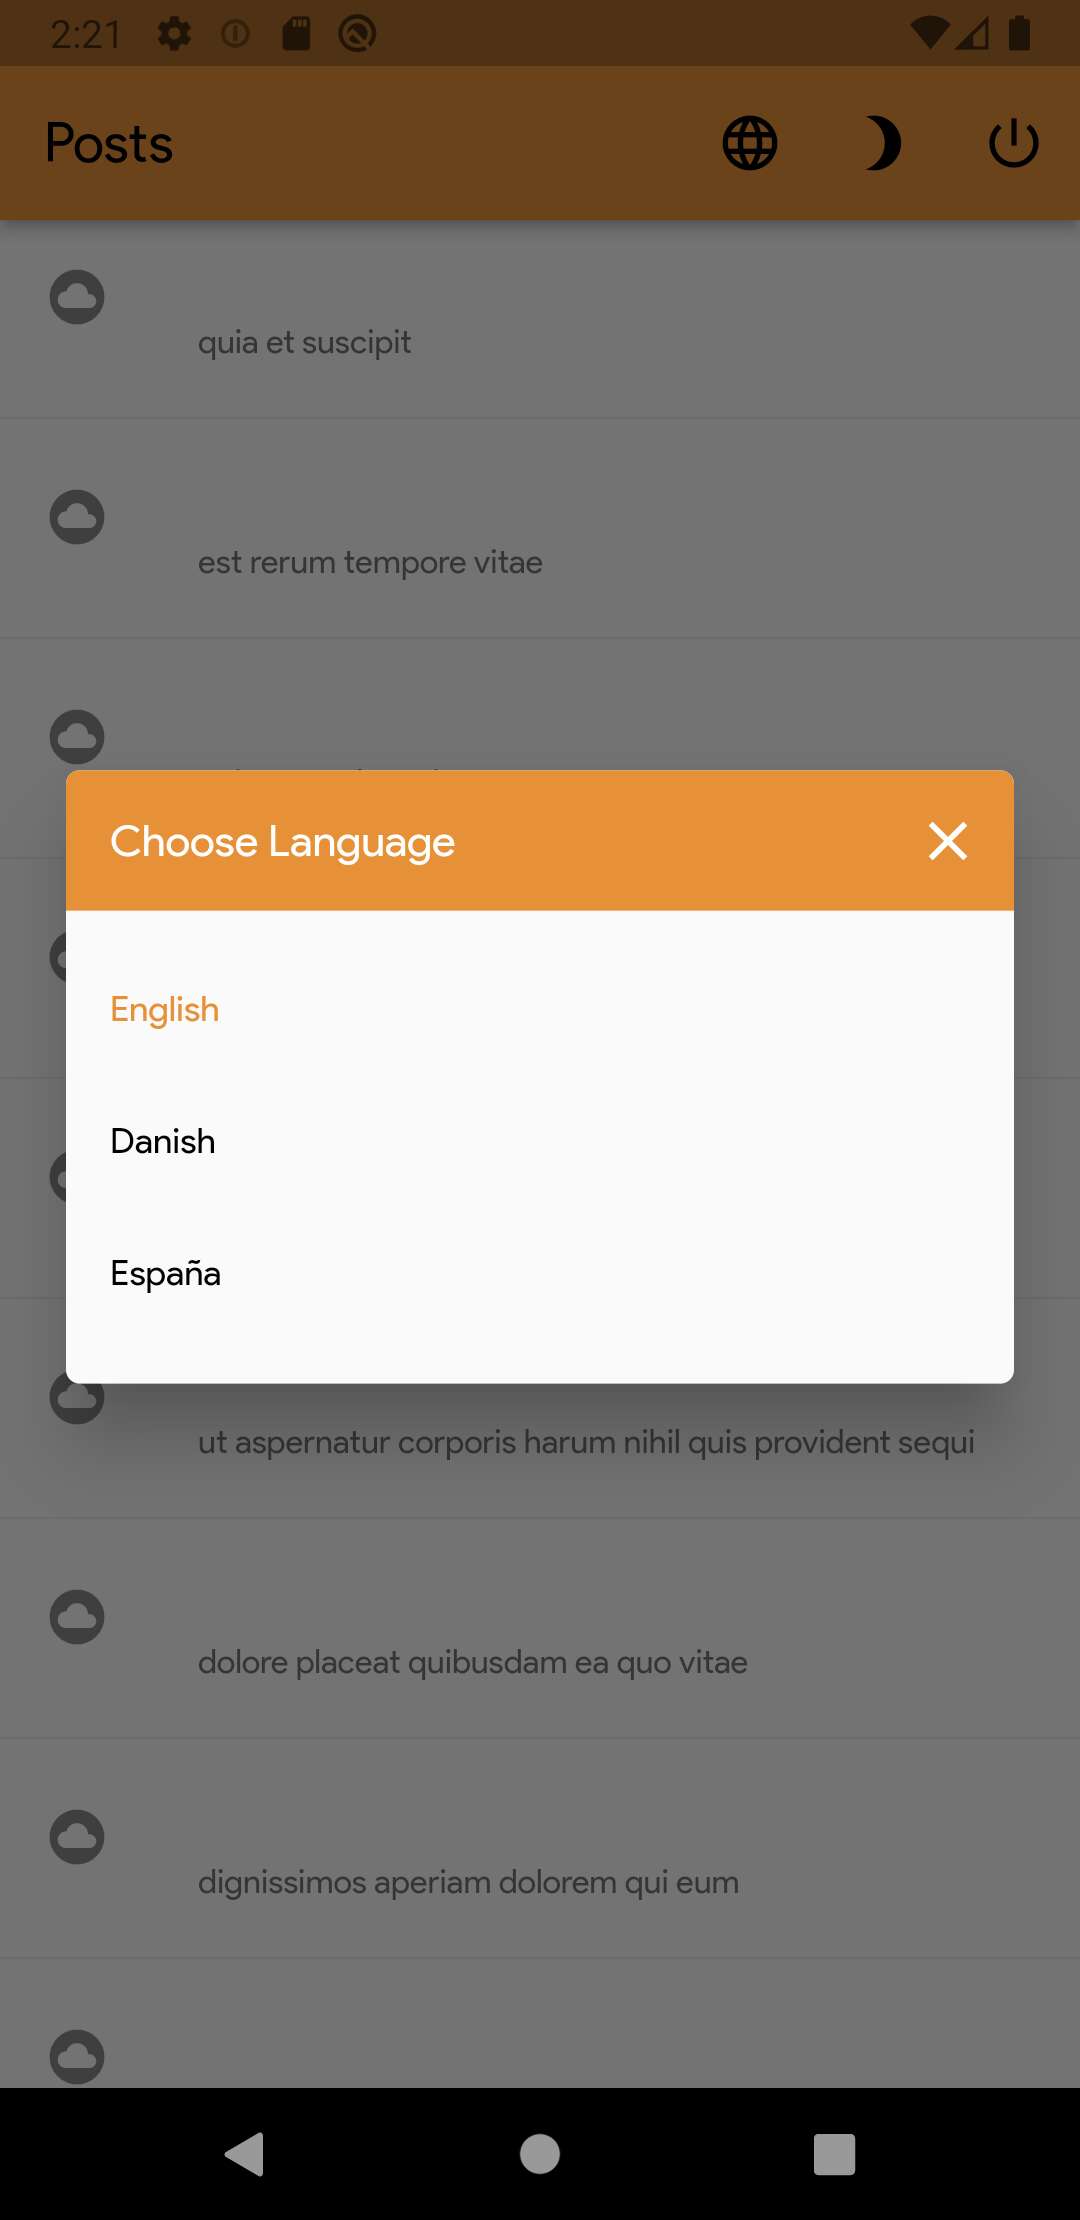 2:21
Posts
quia et suscipit
est rerum tempore vitae
Choose Language
English
Danish
España
ut aspernatur corporis harum nihil quis provident sequi
dolore placeat quibusdam ea quo vitae
dignissimos aperiam dolorem qui eum